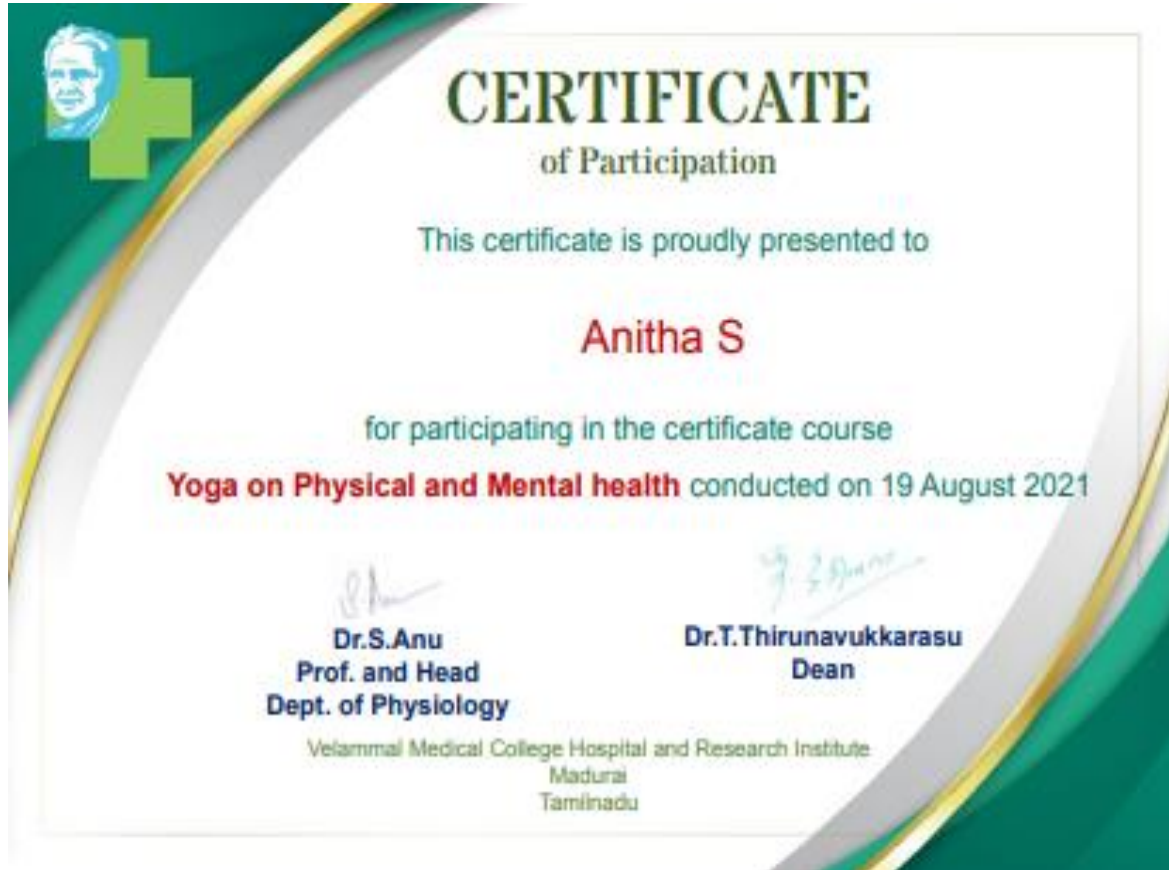 CERTIFICATE
of Participation
This certificate is proudly presented to
Anitha S
for participating in the certificate course
Yoga on Physical and Mental health conducted on 19 August 2021
Dr.S.Anu
Prof. and Head
Dept. of Physiology
Dr.T.Thirunavukkarasu
Dean
Velammal Medical College Hospital and Research Institute
Madurai
Tamilnadu